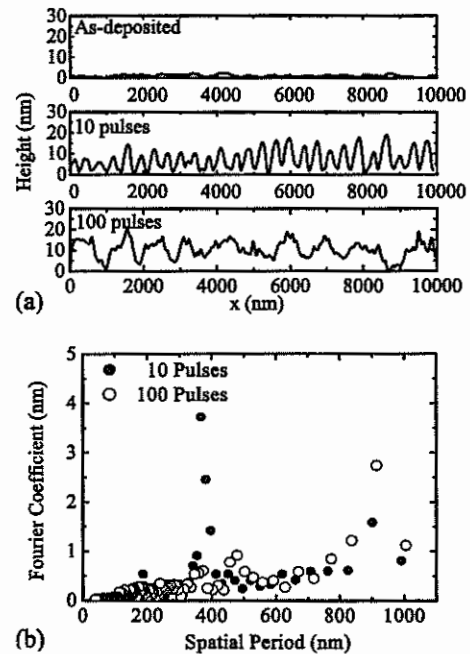 As-deposited
30
20
10
0
0 2000 4000 6000 8000 10000
10 pulses
30
20
10
0
0 2000 4000 6000 8000 10000
100 pulses
30
20
10
0
0 2000 4000 6000 8000 10000
Height (nm)
x (nm)
(a)
10 Pulses
100 Pulses
5
4
3
2
1
0
0 200 400 600 800 1000
Fourier Coefficient (nm)
Spatial Period (nm)
(b)